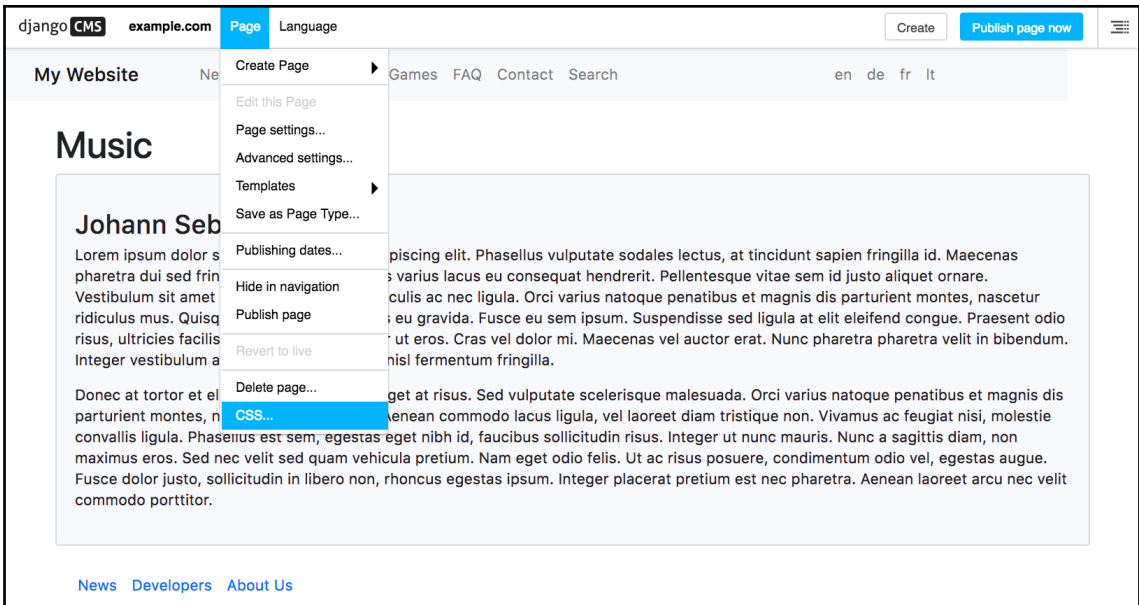 django CMS example.com Page Language Create Publish page now
My Website Ne Games FAQ Contact Search en de fr lt
Create Page
Edit this Page
Page settings...
Advanced settings...
Templates
Save as Page Type...
Publishing dates...
Hide in navigation
Publish page
Revert to live
Delete page...
CSS...
Music
Johann Seb
Lorem ipsum dolor s piscing elit. Phasellus vulputate sodales lectus, at tincidunt sapien fringilla id. Maecenas
pharetra dui sed frin s varius lacus eu consequat hendrerit. Pellentesque vitae sem id justo aliquet ornare.
Vestibulum sit amet culis ac nec ligula. Orci varius natoque penatibus et magnis dis parturient montes, nascetur
ridiculus mus. Quisq s eu gravida. Fusce eu sem ipsum. Suspendisse sed ligula at elit eleifend congue. Praesent odio
risus, ultricies facilis r ut eros. Cras vel dolor mi. Maecenas vel auctor erat. Nunc pharetra pharetra velit in bibendum.
Integer vestibulum a nisl fermentum fringilla.
Donec at tortor et el get at risus. Sed vulputate scelerisque malesuada. Orci varius natoque penatibus et magnis dis
parturient montes, n Aenean commodo lacus ligula, vel laoreet diam tristique non. Vivamus ac feugiat nisi, molestie
convallis ligula. Phasellus est sem, egestas eget nibh id, faucibus sollicitudin risus. Integer ut nunc mauris. Nunc a sagittis diam, non
maximus eros. Sed nec velit sed quam vehicula pretium. Nam eget odio felis. Ut ac risus posuere, condimentum odio vel, egestas augue.
Fusce dolor justo, sollicitudin in libero non, rhoncus egestas ipsum. Integer placerat pretium est nec pharetra. Aenean laoreet arcu nec velit
commodo porttitor.
News Developers About Us